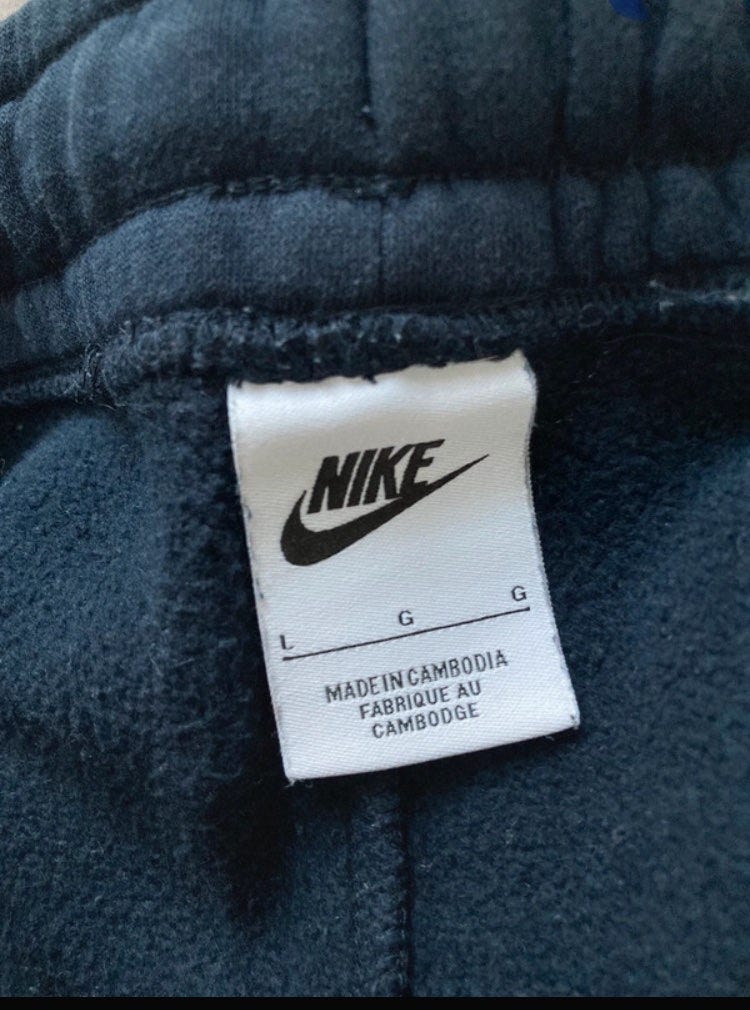 NIKE
L G G
MADE IN CAMBODIA
FABRIQUE AU
CAMBODGE